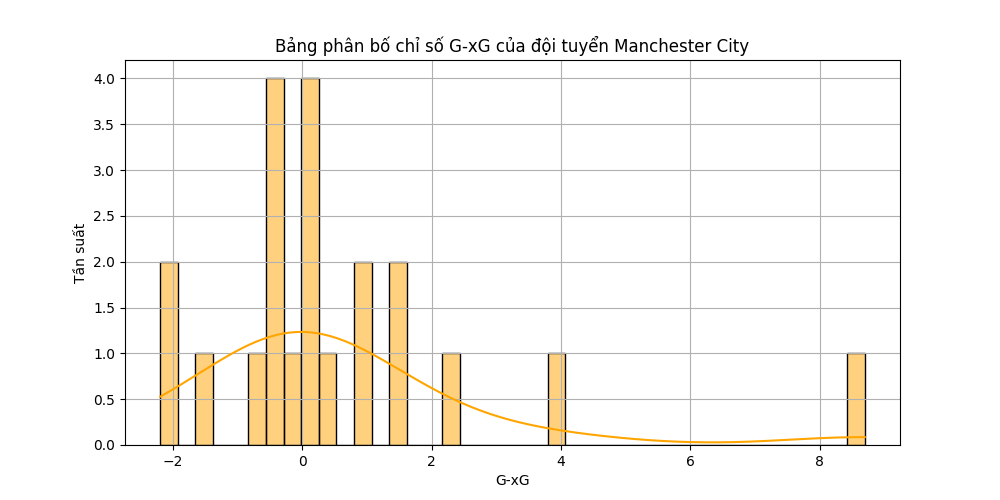 Bảng phân bố chỉ số G-xG của đội tuyển Manchester City
4.0
3.5
3.0
2.5
2.0
1.5
1.0
0.5
0.0
Tần suất
−2 0 2 4 6 8
G-xG